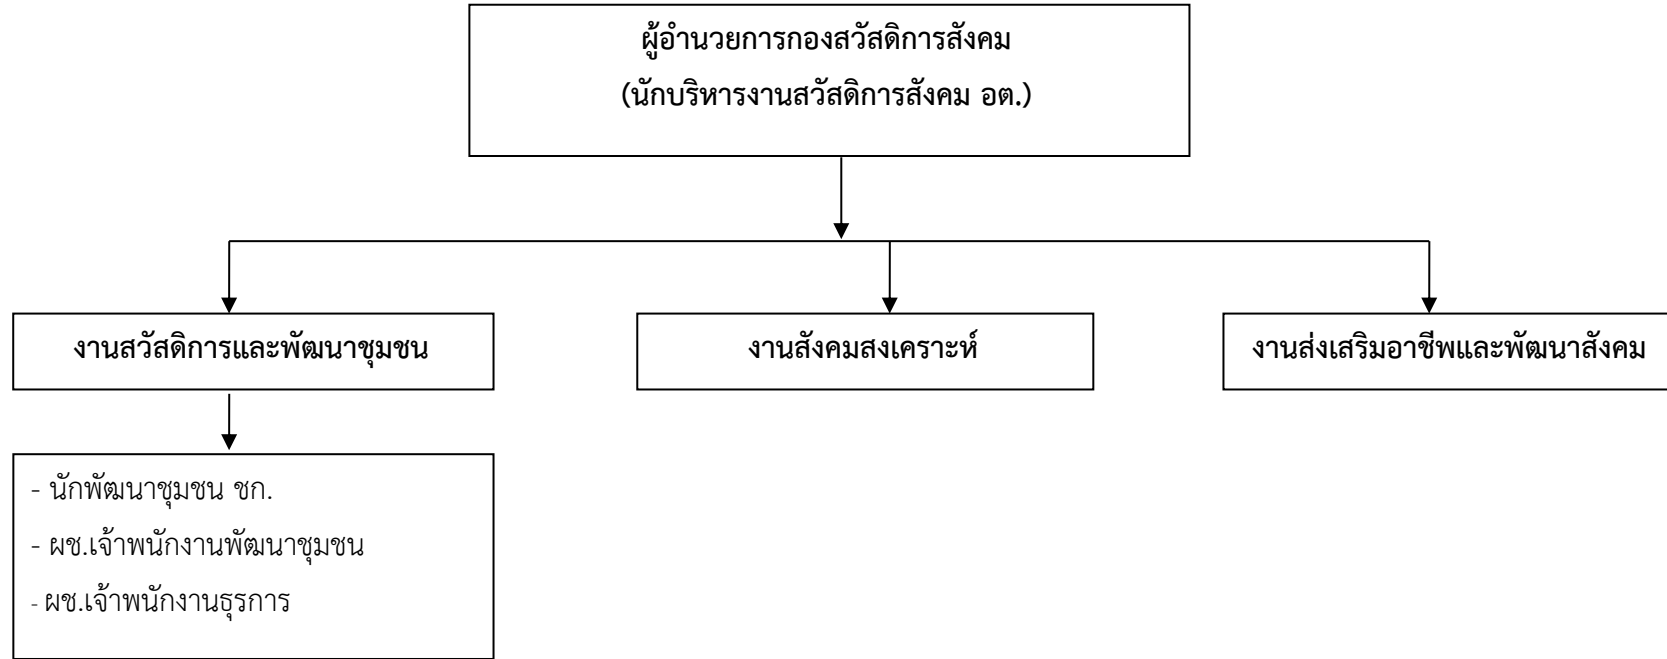 ผู้อำนวยการกองสวัสดิการสังคม
(นักบริหารงานสวัสดิการสังคม อต.)
งานสวัสดิการและพัฒนาชุมชน
งานสังคมสงเคราะห์
งานส่งเสริมอาชีพและพัฒนาสังคม
- นักพัฒนาชุมชน ชก.
- ผช.เจ้าพนักงานพัฒนาชุมชน
- ผช.เจ้าพนักงานธุรการ